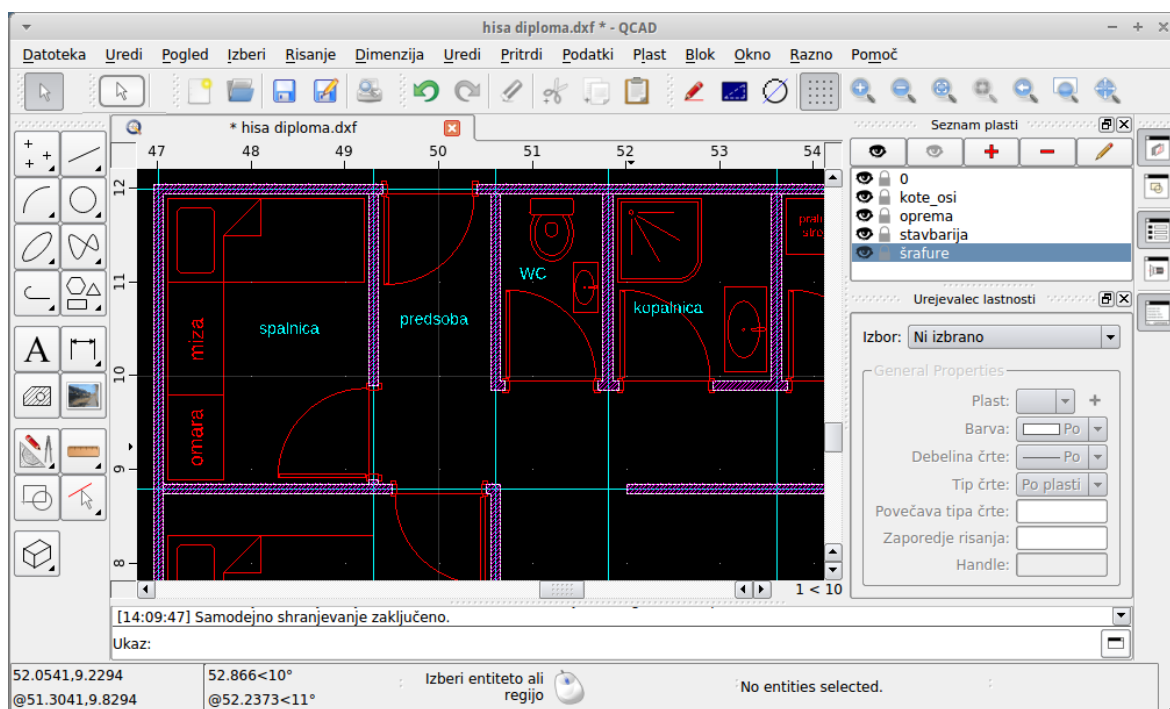 hisa diploma.dxf * - QCAD
Datoteka Uredi Pogled Izberi Risanje Dimenzija Uredi Pritrdi Podatki Plast Blok Okno Razno Pomoč
* hisa diploma.dxf
47 48 49 50 51 52 53 54
12
11
10
9
8
WC
kopalnica
spalnica
predsoba
miza
omara
1 < 10
Seznam plasti
0
kote_osi
oprema
stavbarija
šrafure
Urejevalec lastnosti
Izbor: Ni izbrano
General Properties
Plast:
Barva: Po
Debelina črte: Po
Tip črte: Po plasti
Povečava tipa črte:
Zaporedje risanja:
Handle:
[14:09:47] Samodejno shranjevanje zaključeno.
Ukaz:
52.0541,9.2294
@51.3041,9.8294
52.866<10°
@52.2373<11°
Izberi entiteto ali
regijo
No entities selected.